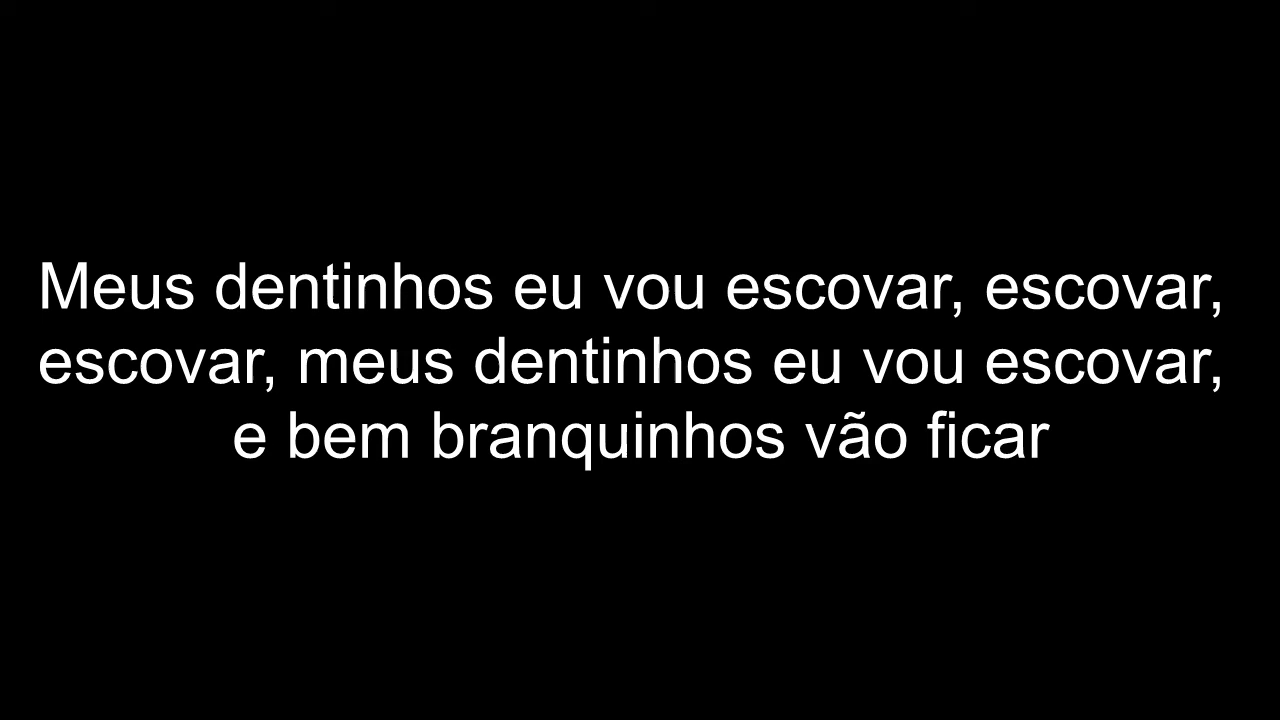 Meus dentinhos eu vou escovar, escovar,
escovar, meus dentinhos eu vou escovar,
e bem branquinhos vão ficar